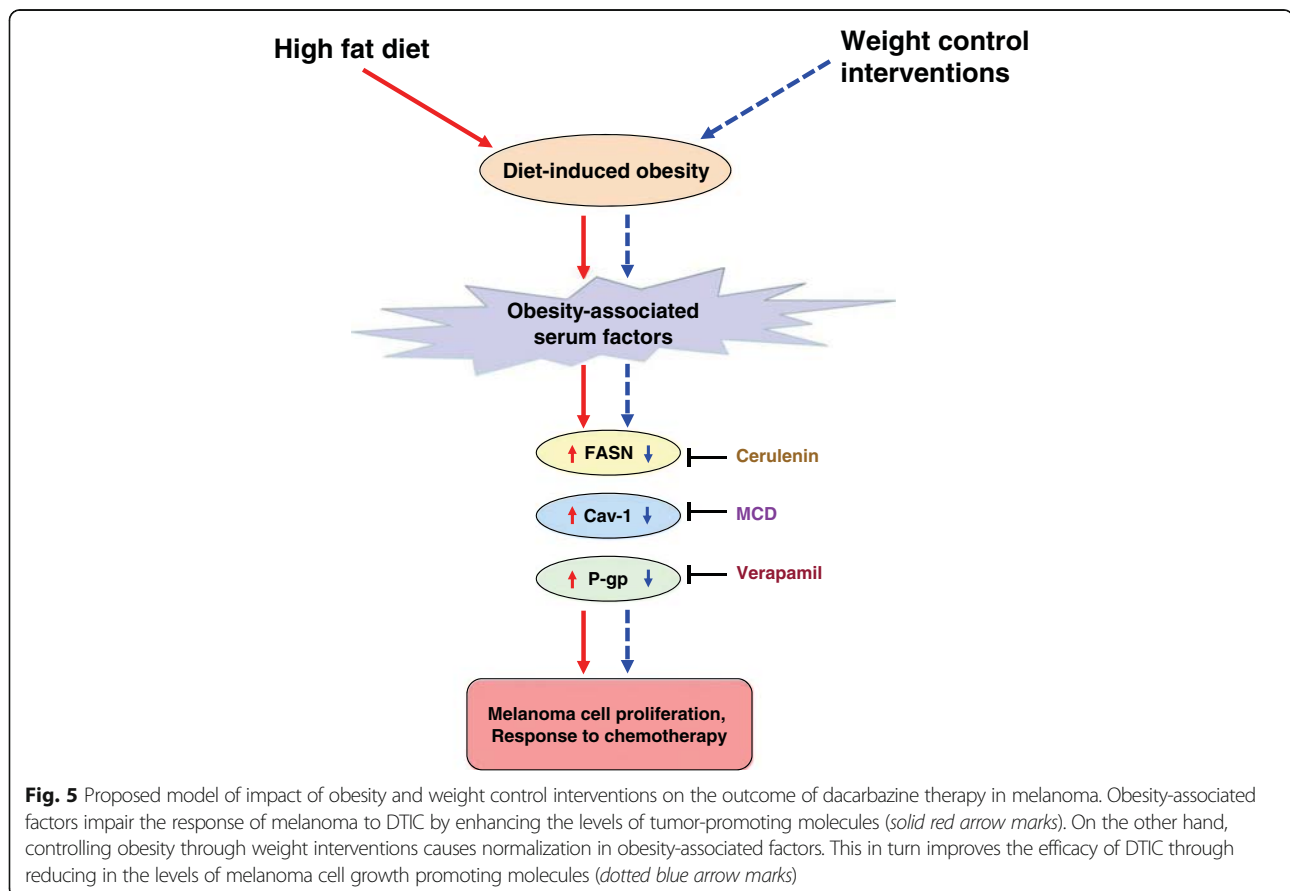 High fat diet
Weight control
interventions
Diet-induced obesity
Obesity-associated
serum factors
FASN
Cerulenin
Cav-1
MCD
P-gp
Verapamil
Melanoma cell proliferation,
Response to chemotherapy
Fig. 5 Proposed model of impact of obesity and weight control interventions on the outcome of dacarbazine therapy in melanoma. Obesity-associated
factors impair the response of melanoma to DTIC by enhancing the levels of tumor-promoting molecules (solid red arrow marks). On the other hand,
controlling obesity through weight interventions causes normalization in obesity-associated factors. This in turn improves the efficacy of DTIC through
reducing in the levels of melanoma cell growth promoting molecules (dotted blue arrow marks)